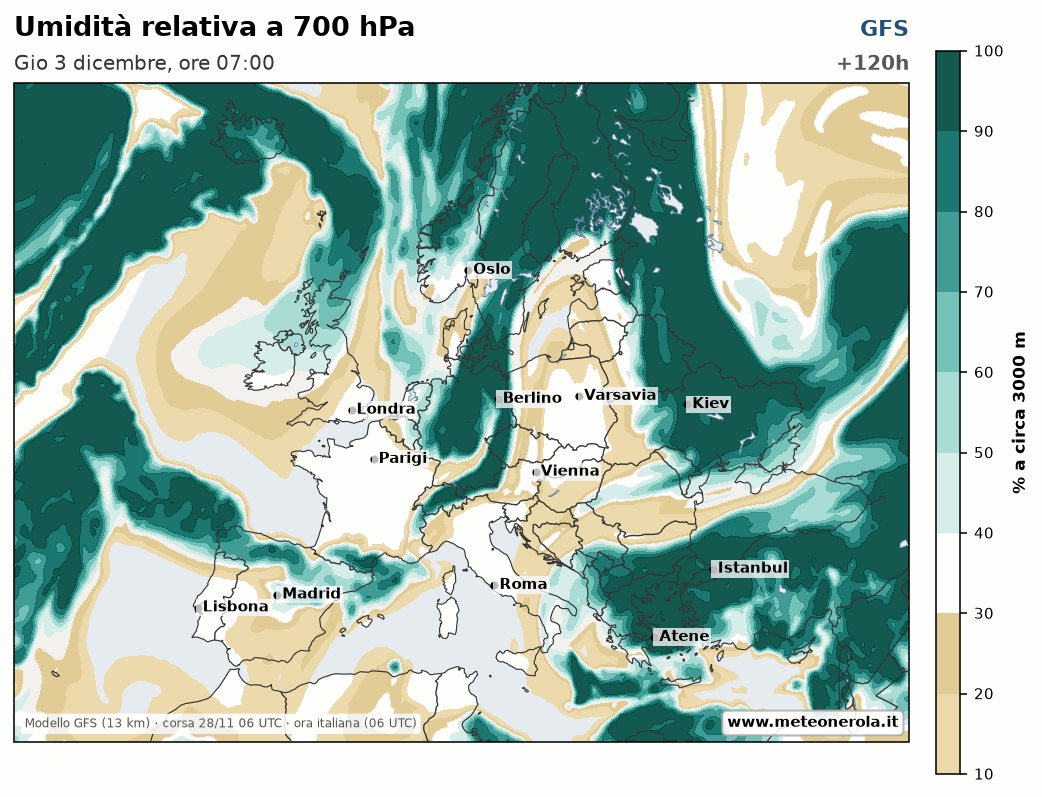 Umidità relativa a 700 hPa
GFS
Gio 3 dicembre, ore 07:00
+120h
100
90
80
70
60
50
40
30
20
10
% a circa 3000 m
Oslo
Berlino
Varsavia
Kiev
Londra
Parigi
Vienna
Istanbul
Roma
Madrid
Lisbona
Atene
Modello GFS (13 km) · corsa 28/11 06 UTC · ora italiana (06 UTC)
www.meteonerola.it